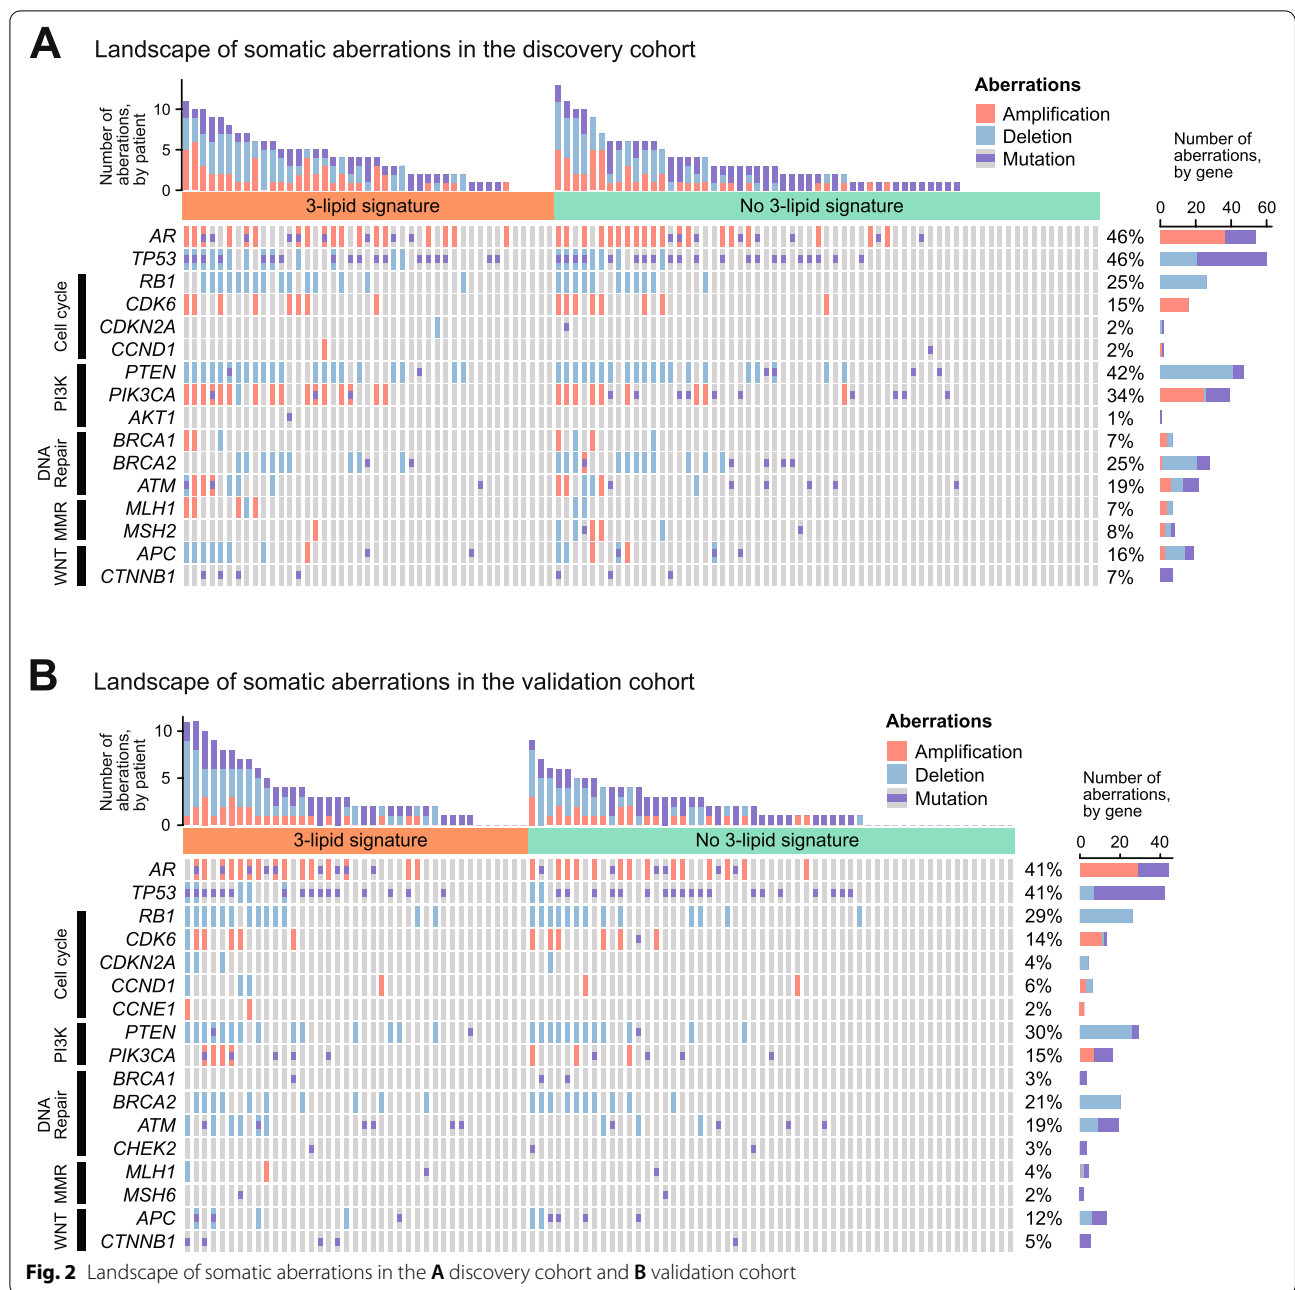 A Landscape of somatic aberrations in the discovery cohort
Number of
aberrations,
by patient
10
5
0
Aberrations
Amplification
Deletion
Mutation
Number of
aberrations,
by gene
0 20 40 60
3-lipid signature No 3-lipid signature
AR 46%
TP53 46%
Cell cycle
RB1 25%
CDK6 15%
CDKN2A 2%
CCND1 2%
PI3K
PTEN 42%
PIK3CA 34%
AKT1 1%
DNA
Repair
BRCA1 7%
BRCA2 25%
ATM 19%
MMR
MLH1 7%
MSH2 8%
WNT
APC 16%
CTNNB1 7%
B Landscape of somatic aberrations in the validation cohort
Number of
aberrations,
by patient
10
5
0
Aberrations
Amplification
Deletion
Mutation
Number of
aberrations,
by gene
0 20 40
3-lipid signature No 3-lipid signature
AR 41%
TP53 41%
Cell cycle
RB1 29%
CDK6 14%
CDKN2A 4%
CCND1 6%
CCNE1 2%
PI3K
PTEN 30%
PIK3CA 15%
DNA
Repair
BRCA1 3%
BRCA2 21%
ATM 19%
CHEK2 3%
MMR
MLH1 4%
MSH6 2%
WNT
APC 12%
CTNNB1 5%
Fig. 2 Landscape of somatic aberrations in the A discovery cohort and B validation cohort